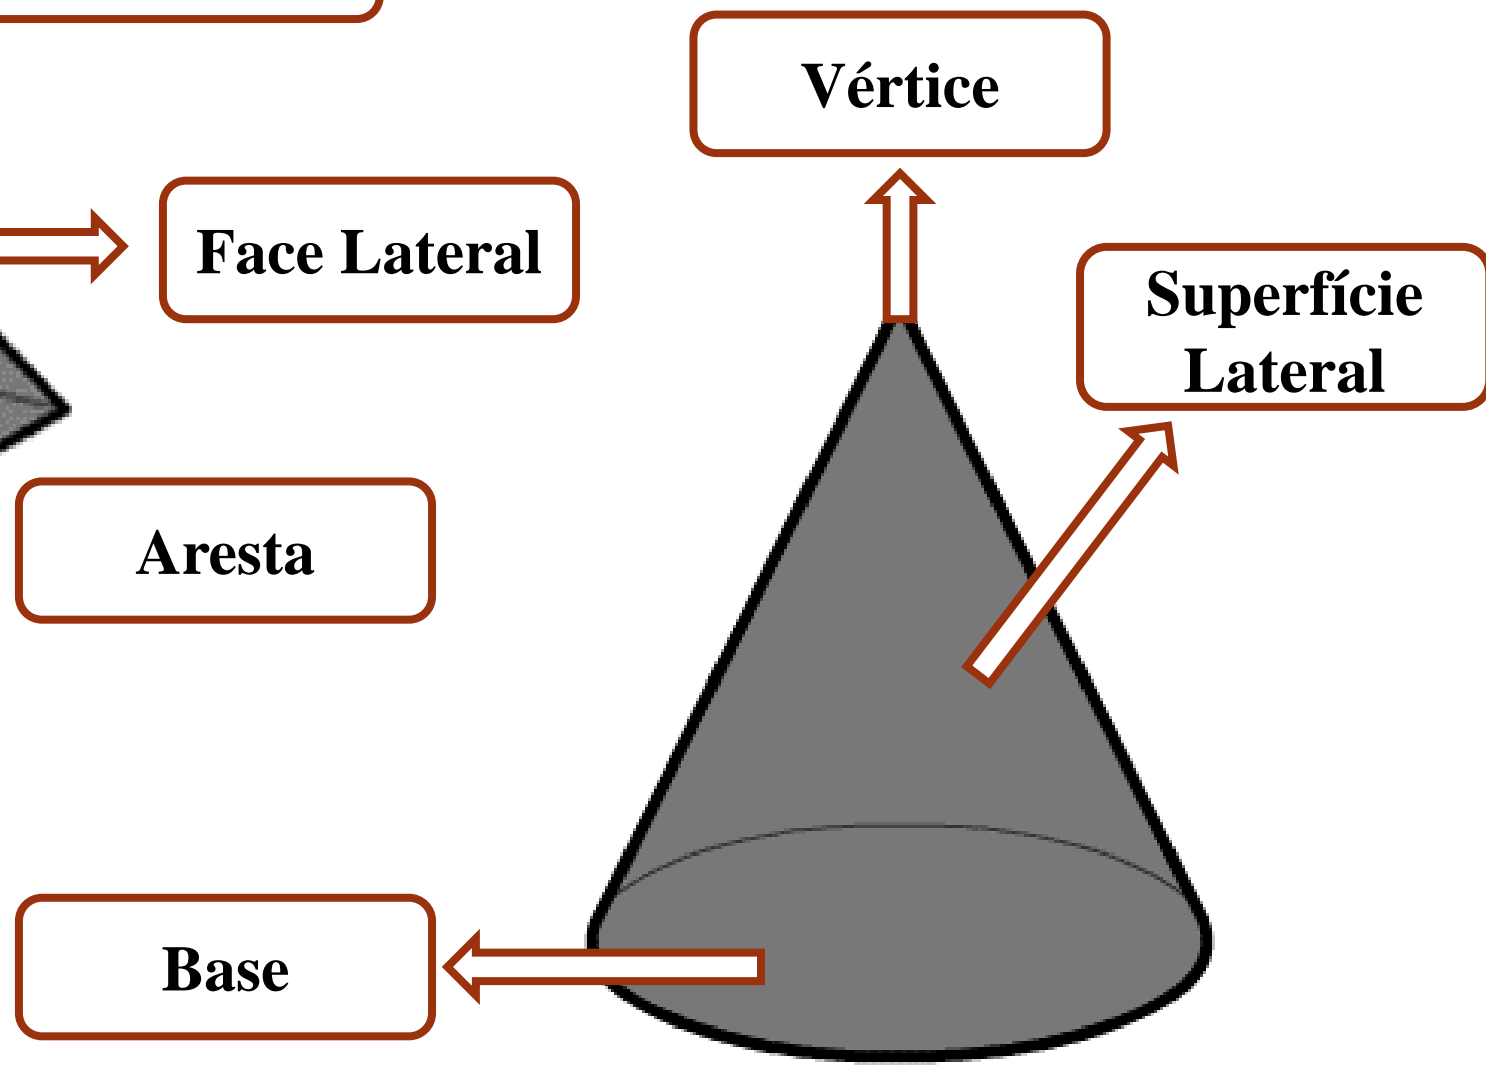 Vértice
Face Lateral
Superfície
Lateral
Aresta
Base